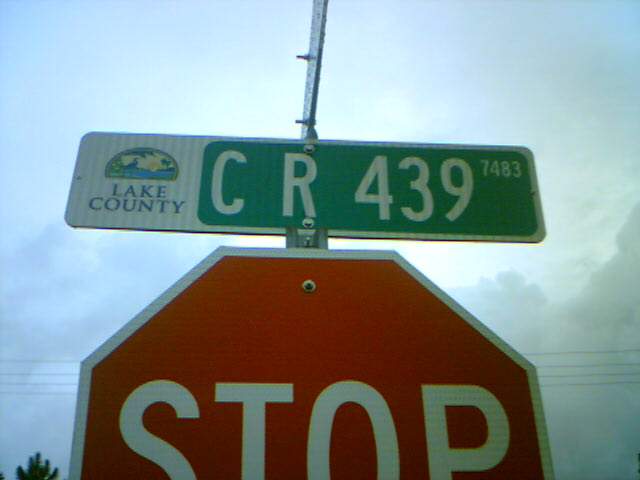 LAKE
COUNTY
C R 439 7483
STOP